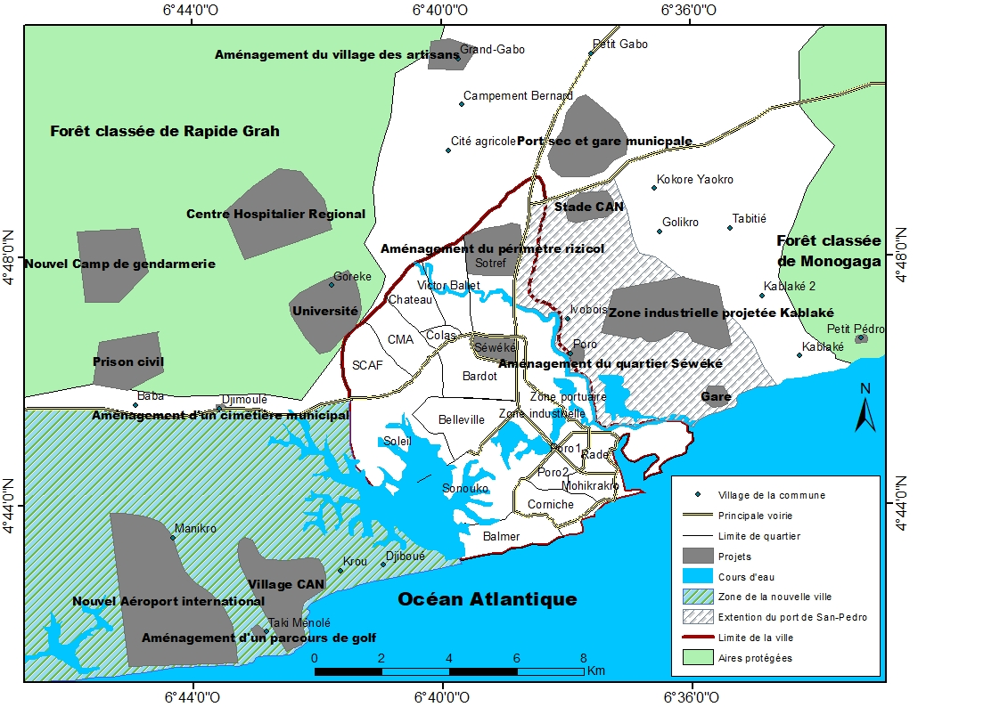 6°44'0"O
6°40'0"O
6°36'0"O
Grand-Gabo
Petit Gabo
Aménagement du village des artisans
Campement Bernard
Forêt classée de Rapide Grah
Cité agricole
Port sec et gare municpale
Kokore Yaokro
Stade CAN
Centre Hospitalier Regional
Golikro
Tabitié
4°48'0"N
Forêt classée
de Monogaga
4°48'0"N
Aménagement du périmètre rizicol
Nouvel Camp de gendarmerie
Sotref
Goreke
Victor Ballet
Kablaké 2
Chateau
Université
Ivobois
Zone industrielle projetée Kablaké
Petit Pédro
CMA
Colas
Séwéké
Poro
Kablaké
Prison civil
SCAF
Aménagement du quartier Séwéké
Bardot
Baba
Djimoulé
Zone portuaire
Gare
N
Aménagement d'un cimetière municipal
Belleville
Zone industrielle
Soleil
Poro1
Rade
Poro2
Sonouko
Mohikrakro
Corniche
4°44'0"N
4°44'0"N
Manikro
Balmer
Krou
Djiboué
Village CAN
Nouvel Aéroport international
Océan Atlantique
Taki Ménolé
Aménagement d'un parcours de golf
0 2 4 6 8
Km
Village de la commune
Principale voirie
Limite de quartier
Projets
Cours d'eau
Zone de la nouvelle ville
Extention du port de San-Pedro
Limite de la ville
Aires protégées
6°44'0"O
6°40'0"O
6°36'0"O